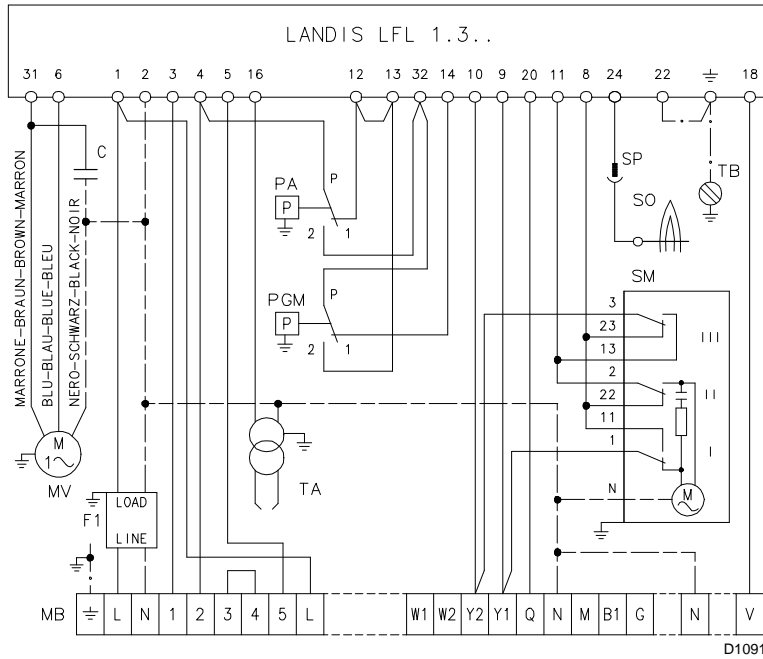 LANDIS LFL 1.3..
31 6 1 2 3 4 5 16 12 13 32 14 10 9 20 11 8 24 22 18
C
SP
TB
SO
PA
P
P
2 1
PGM
P
P
2 1
SM
3
23
13
2
22
11
1
N
III
II
I
M
MARRONE-BRAUN-BROWN-MARRON
BLU-BLAU-BLUE-BLEU
NERO-SCHWARZ-BLACK-NOIR
M
1~
MV
TA
F1
LOAD
LINE
MB L N 1 2 3 4 5 L W1 W2 Y2 Y1 Q N M B1 G N V
D1091